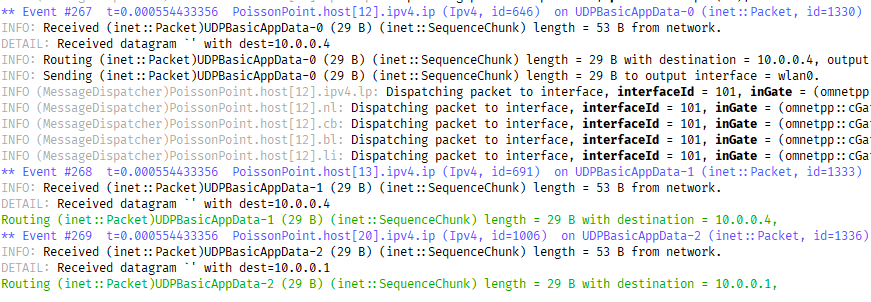 ** Event #267  t=0.000554433356  PoissonPoint.host[12].ipv4.ip (Ipv4, id=646)  on UDPBasicAppData-0 (inet::Packet, id=1330)
INFO: Received (inet::Packet)UDPBasicAppData-0 (29 B) (inet::SequenceChunk) length = 53 B from network.
DETAIL: Received datagram `' with dest=10.0.0.4
INFO: Routing (inet::Packet)UDPBasicAppData-0 (29 B) (inet::SequenceChunk) length = 29 B with destination = 10.0.0.4, output
INFO: Sending (inet::Packet)UDPBasicAppData-0 (29 B) (inet::SequenceChunk) length = 29 B to output interface = wlan0.
INFO (MessageDispatcher)PoissonPoint.host[12].ipv4.lp: Dispatching packet to interface, interfaceId = 101, inGate = (omnetpp
INFO (MessageDispatcher)PoissonPoint.host[12].nl: Dispatching packet to interface, interfaceId = 101, inGate = (omnetpp::cGa
INFO (MessageDispatcher)PoissonPoint.host[12].cb: Dispatching packet to interface, interfaceId = 101, inGate = (omnetpp::cGa
INFO (MessageDispatcher)PoissonPoint.host[12].bl: Dispatching packet to interface, interfaceId = 101, inGate = (omnetpp::cGa
INFO (MessageDispatcher)PoissonPoint.host[12].li: Dispatching packet to interface, interfaceId = 101, inGate = (omnetpp::cGa
** Event #268  t=0.000554433356  PoissonPoint.host[13].ipv4.ip (Ipv4, id=691)  on UDPBasicAppData-1 (inet::Packet, id=1333)
INFO: Received (inet::Packet)UDPBasicAppData-1 (29 B) (inet::SequenceChunk) length = 53 B from network.
DETAIL: Received datagram `' with dest=10.0.0.4
Routing (inet::Packet)UDPBasicAppData-1 (29 B) (inet::SequenceChunk) length = 29 B with destination = 10.0.0.4,
** Event #269  t=0.000554433356  PoissonPoint.host[20].ipv4.ip (Ipv4, id=1006)  on UDPBasicAppData-2 (inet::Packet, id=1336)
INFO: Received (inet::Packet)UDPBasicAppData-2 (29 B) (inet::SequenceChunk) length = 53 B from network.
DETAIL: Received datagram `' with dest=10.0.0.1
Routing (inet::Packet)UDPBasicAppData-2 (29 B) (inet::SequenceChunk) length = 29 B with destination = 10.0.0.1,